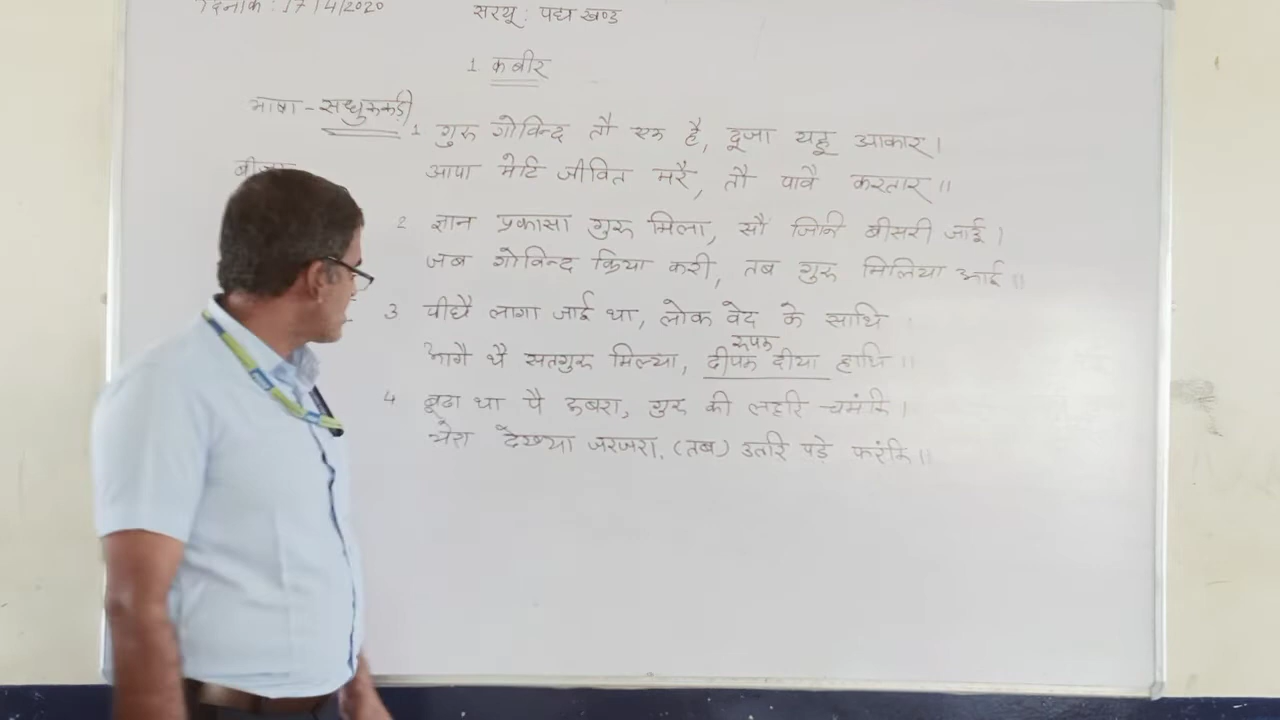 दिनांक : 17/4/2020
सरयू : पद्य खण्ड
1 कबीर
भाषा - सधुक्कड़ी
1 गुरु गोविन्द तौ एक है, दूजा यहू आकार।
आपा मेटि जीवित मरै, तौ पावै करतार॥
2 ज्ञान प्रकासा गुरु मिला, सौ जिनि बीसरी जाई।
जब गोविन्द क्रिया करी, तब गुरु मिलिया आई॥
3 पीछै लागा जाई था, लोक वेद के साथि
रूपक
आगै थै सतगुरु मिल्या, दीपक दीया हाथि॥
4 बूढा था पै ऊबरा, गुरु की लहरि चमंकि।
भेरा देख्या जरजरा, (तब) उतरि पड़े फरंकि॥